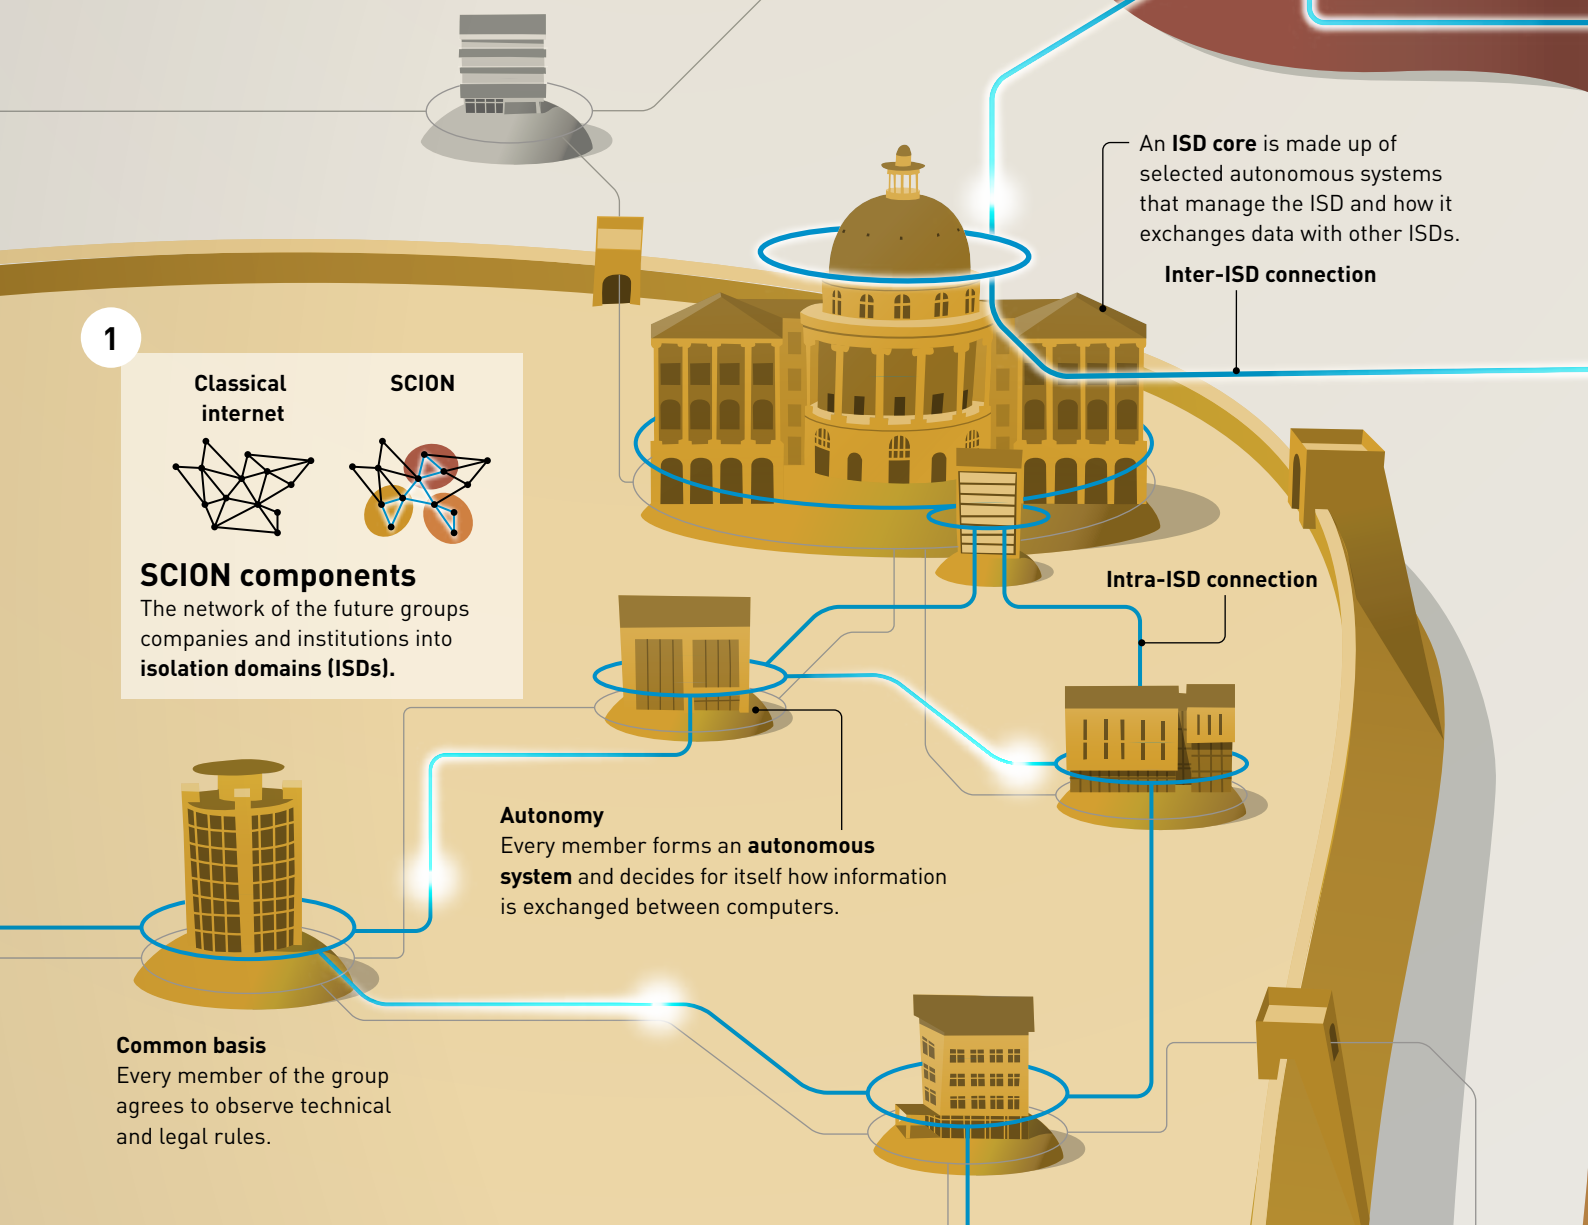 An ISD core is made up of
selected autonomous systems
that manage the ISD and how it
exchanges data with other ISDs.
Inter-ISD connection
1
Classical
internet
SCION
SCION components
The network of the future groups
companies and institutions into
isolation domains (ISDs).
Intra-ISD connection
Autonomy
Every member forms an autonomous
system and decides for itself how information
is exchanged between computers.
Common basis
Every member of the group
agrees to observe technical
and legal rules.